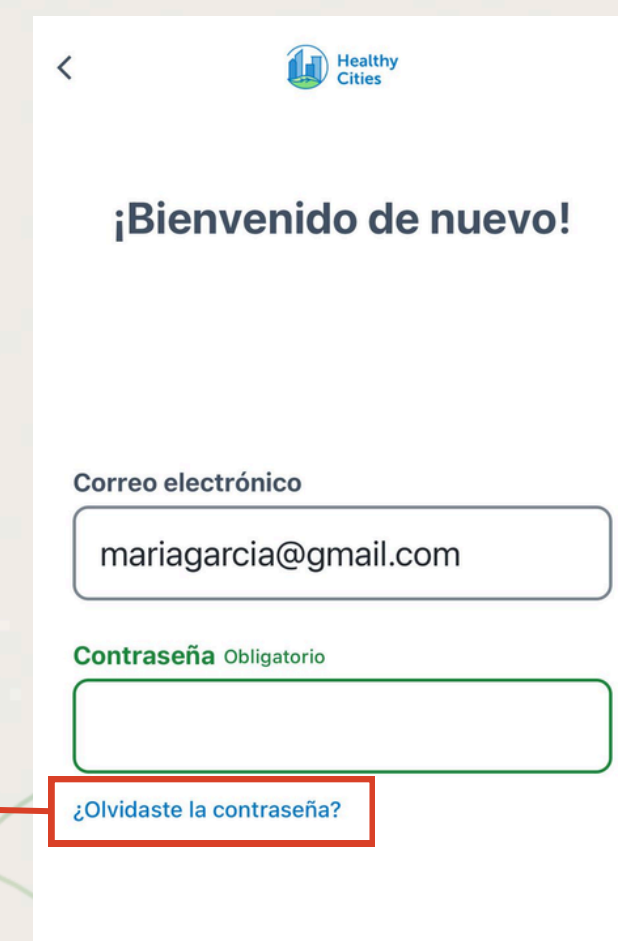 Healthy
Cities
¡Bienvenido de nuevo!
Correo electrónico
mariagarcia@gmail.com
Contraseña Obligatorio
¿Olvidaste la contraseña?